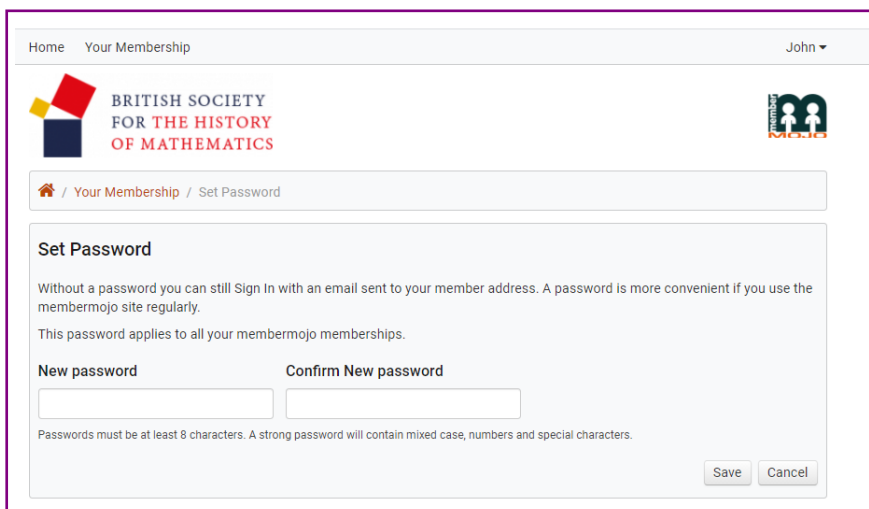 Home Your Membership John
BRITISH SOCIETY
FOR THE HISTORY
OF MATHEMATICS
member
MOJO
/ Your Membership / Set Password
Set Password
Without a password you can still Sign In with an email sent to your member address. A password is more convenient if you use the
membermojo site regularly.
This password applies to all your membermojo memberships.
New password Confirm New password
Passwords must be at least 8 characters. A strong password will contain mixed case, numbers and special characters.
Save Cancel